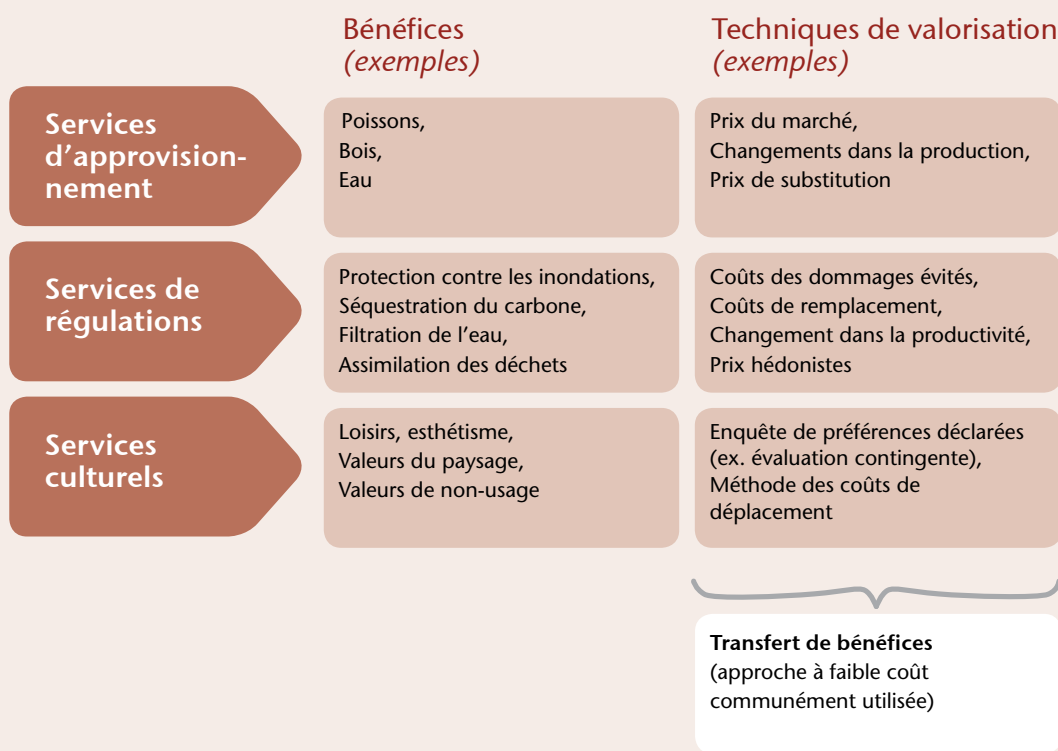 Bénéfices
(exemples)
Techniques de valorisation
(exemples)
Services
d’approvision-
nement
Poissons,
Bois,
Eau
Prix du marché,
Changements dans la production,
Prix de substitution
Services de
régulations
Protection contre les inondations,
Séquestration du carbone,
Filtration de l’eau,
Assimilation des déchets
Coûts des dommages évités,
Coûts de remplacement,
Changement dans la productivité,
Prix hédonistes
Services
culturels
Loisirs, esthétisme,
Valeurs du paysage,
Valeurs de non-usage
Enquête de préférences déclarées
(ex. évaluation contingente),
Méthode des coûts de
déplacement
Transfert de bénéfices
(approche à faible coût
communément utilisée)